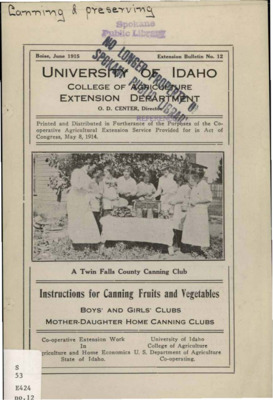 Canning & preserving
Spokane
Public Library
Boise, June 1915 Extension Bulletin No. 12
NO LONGER PROPERTY OF
SPOKANE PUBLIC LIBRARY
REFERENCE
UNIVERSITY OF IDAHO
COLLEGE OF AGRICULTURE
EXTENSION DEPARTMENT
O. D. CENTER, Director
Printed and Distributed in Furtherance of the Purposes of the Co-
operative Agricultural Extension Service Provided for in Act of
Congress, May 8, 1914.
A Twin Falls County Canning Club
Instructions for Canning Fruits and Vegetables
BOYS' AND GIRLS' CLUBS
MOTHER-DAUGHTER HOME CANNING CLUBS
Co-operative Extension Work
In
griculture and Home Economics
State of Idaho.
University of Idaho
College of Agriculture
U. S. Department of Agriculture
Co-operating.
S
53
E424
no.12